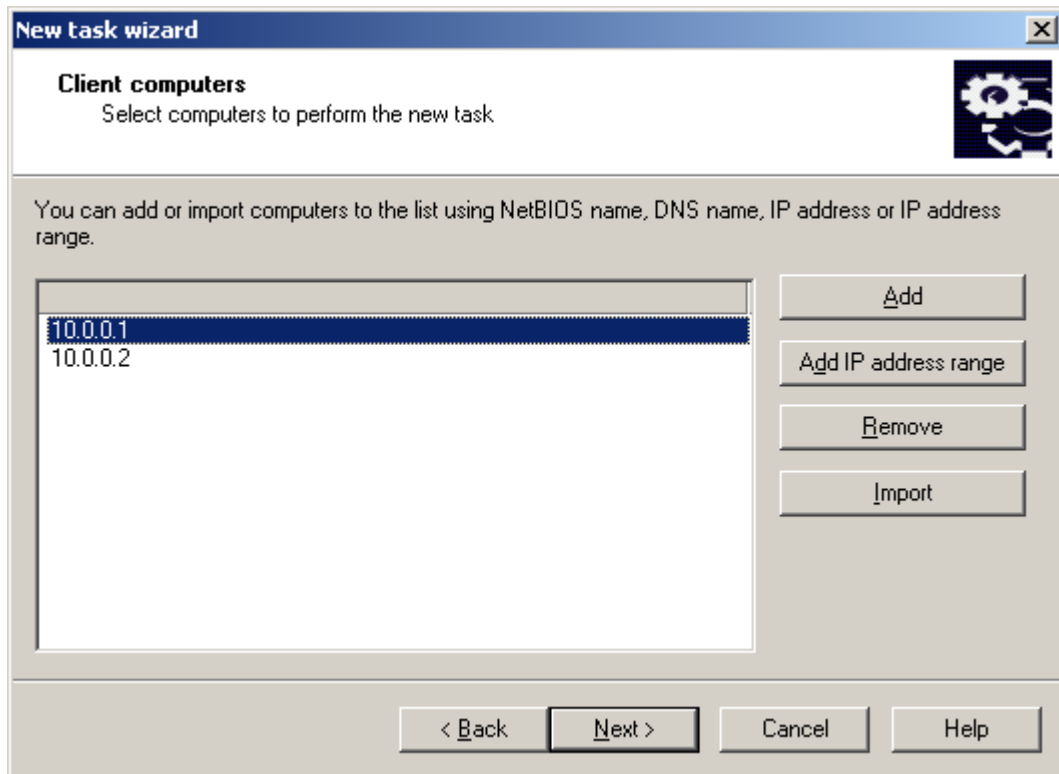 New task wizard
Client computers
Select computers to perform the new task
You can add or import computers to the list using NetBIOS name, DNS name, IP address or IP address
range.
10.0.0.1
10.0.0.2
Add
Add IP address range
Remove
Import
< Back
Next >
Cancel
Help